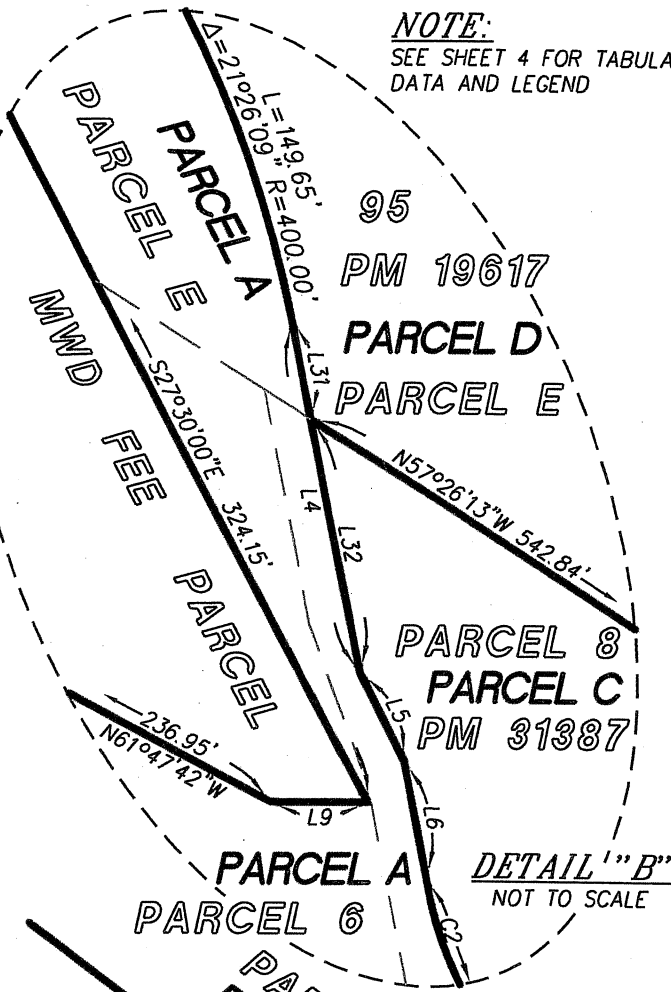 NOTE:
SEE SHEET 4 FOR TABULA
DATA AND LEGEND
Δ=21°26'09"
L=149.65'
R=400.00'
PARCEL E
PARCEL A
95
PM 19617
PARCEL D
PARCEL E
MWD FEE PARCEL
S27°30'00"E 324.15'
L31
L4
L32
N57°26'13"W 542.84'
PARCEL 8
PARCEL C
PM 31387
L5
236.95'
N61°47'42"W
L9
L6
PARCEL A
PARCEL 6
DETAIL "B"
NOT TO SCALE
C2